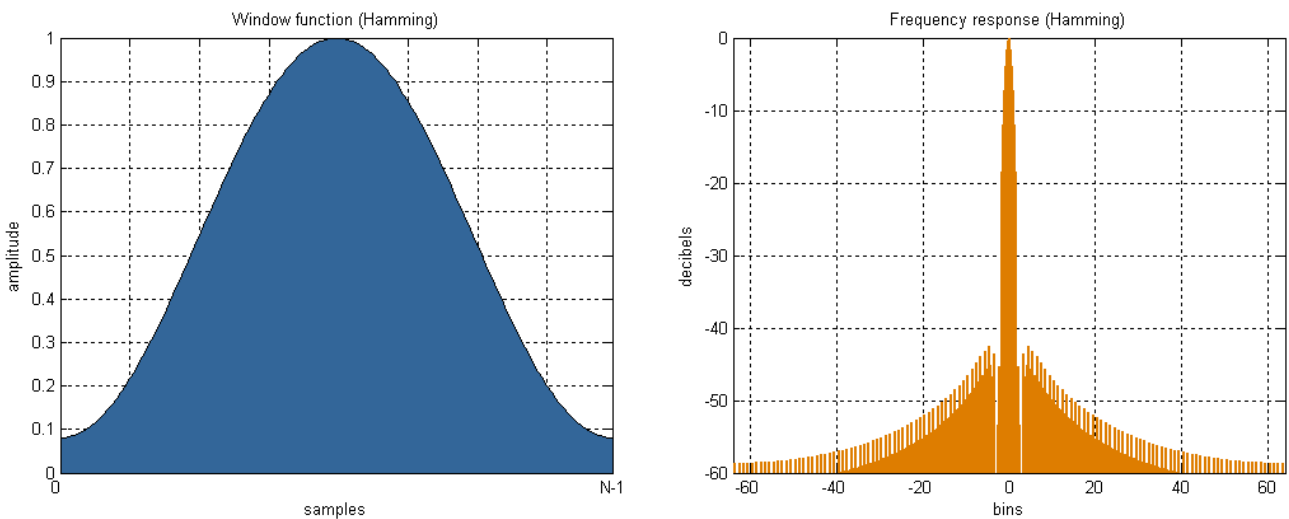 Window function (Hamming)
1
0.9
0.8
0.7
0.6
0.5
0.4
0.3
0.2
0.1
0
amplitude
0 N-1
samples
Frequency response (Hamming)
0
-10
-20
-30
-40
-50
-60
decibels
-60 -40 -20 0 20 40 60
bins